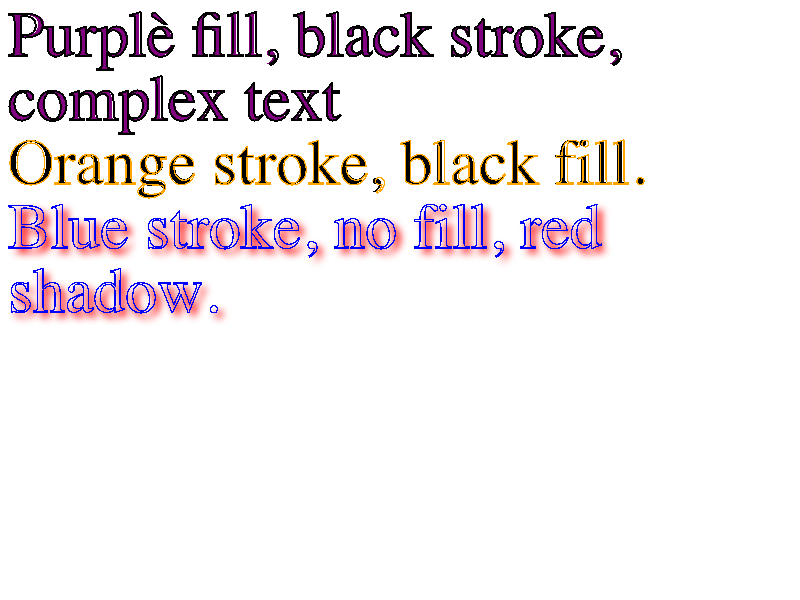 Purplè fill, black stroke,
complex text
Orange stroke, black fill.
Blue stroke, no fill, red
shadow.